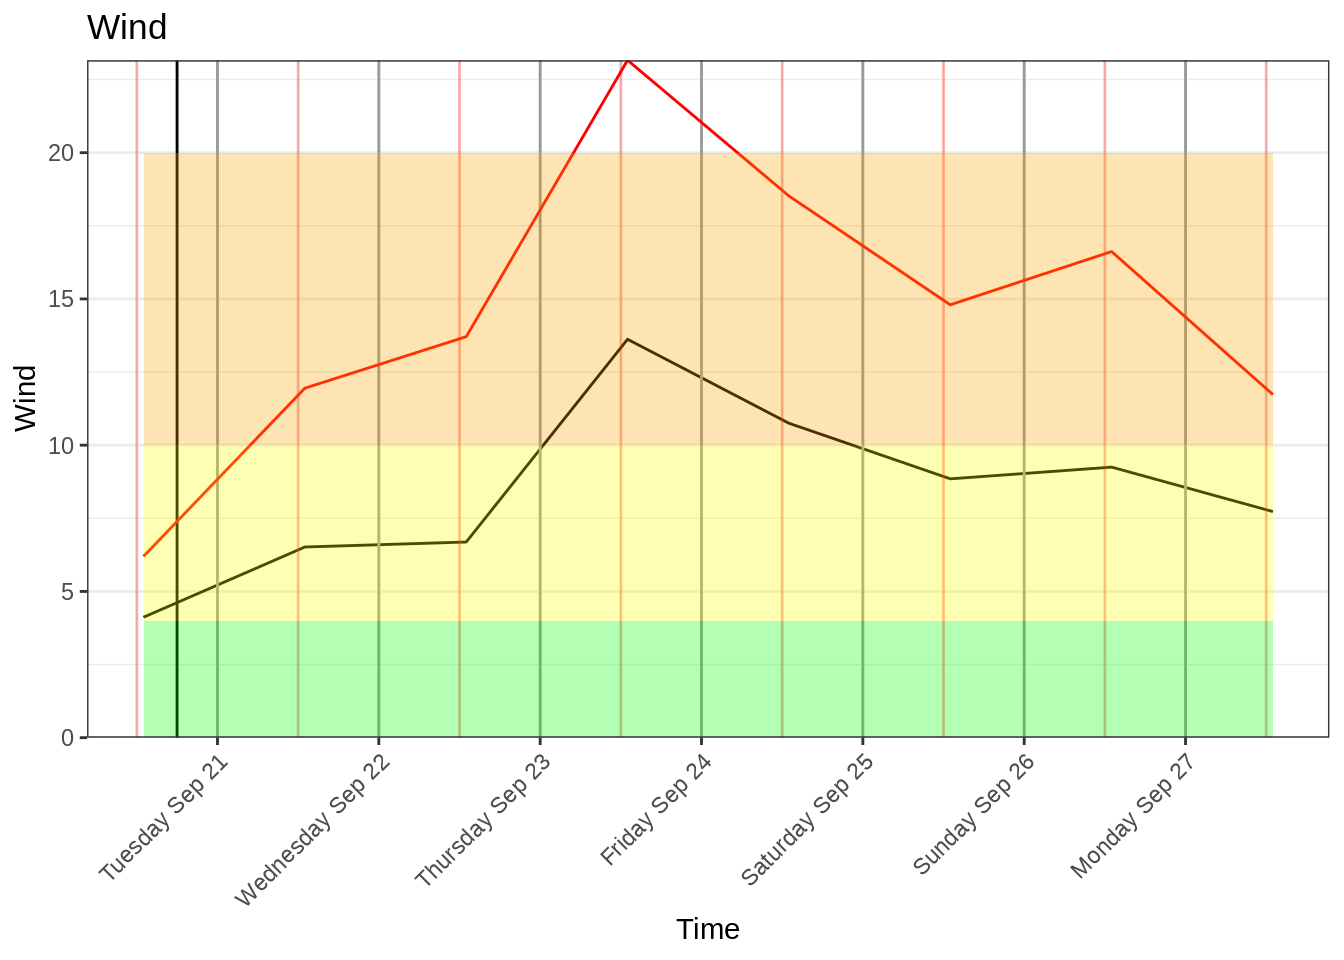 Wind
20
15
10
5
0
Wind
Tuesday Sep 21
Wednesday Sep 22
Thursday Sep 23
Friday Sep 24
Saturday Sep 25
Sunday Sep 26
Monday Sep 27
Time